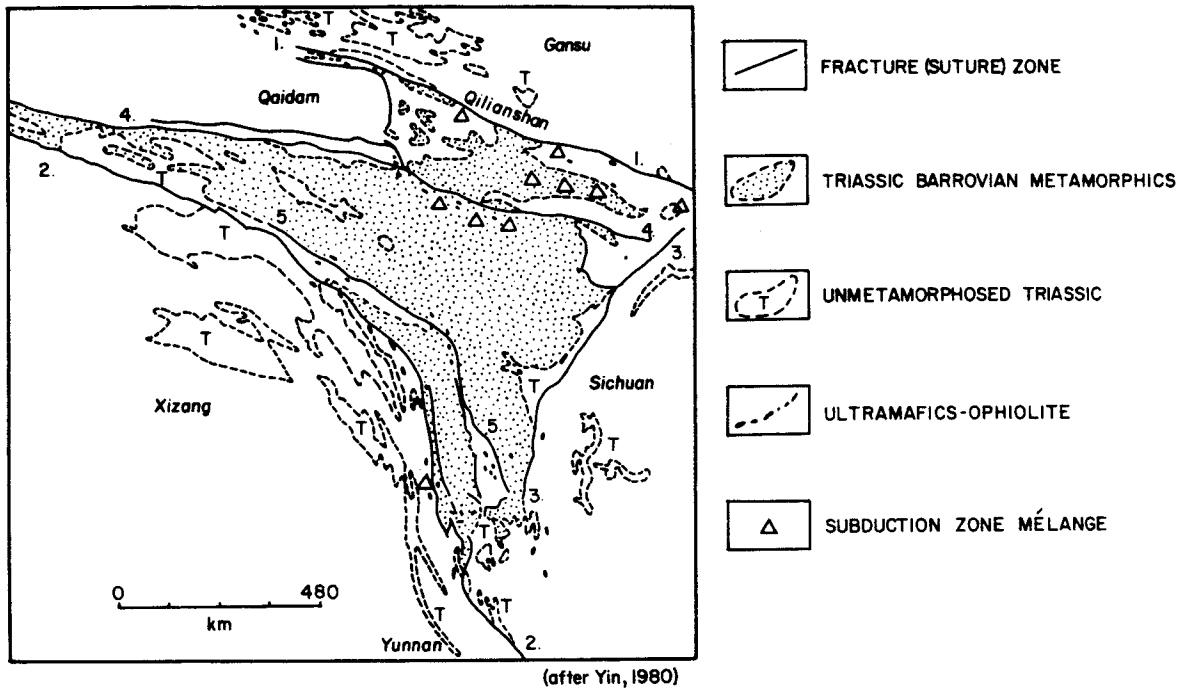 T
T
Gansu
1.
T
Qaidam
Qilianshan
4.
1.
2.
T
5
T
4.
3.
T
T
Sichuan
Xizang
T
5
T
3.
T
T
0 480
km
T
Yunnan
2.
(after Yin, 1980)
FRACTURE (SUTURE) ZONE
TRIASSIC BARROVIAN METAMORPHICS
T
UNMETAMORPHOSED TRIASSIC
ULTRAMAFICS-OPHIOLITE
SUBDUCTION ZONE MÉLANGE